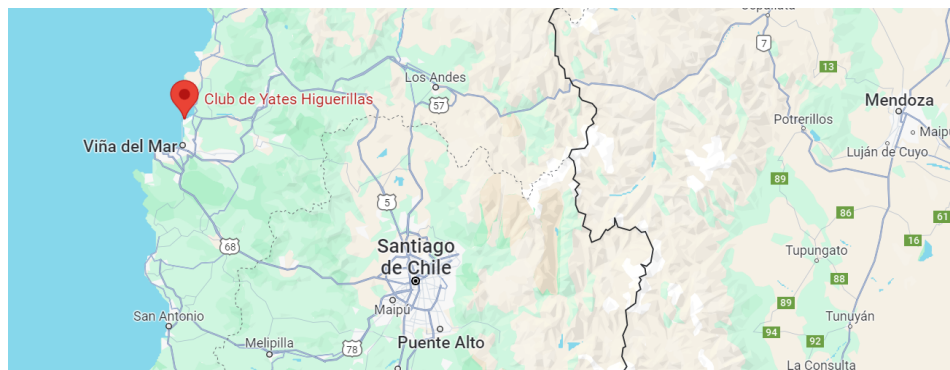 7
13
Los Andes
57
Club de Yates Higuerillas
Mendoza
Potrerillos
Viña del Mar
Luján de Cuyo
89
5
86
61
68
Santiago
de Chile
16
Tupungato
88
89
Maipú
San Antonio
94
92
Tunuyán
Melipilla
78
Puente Alto
La Consulta